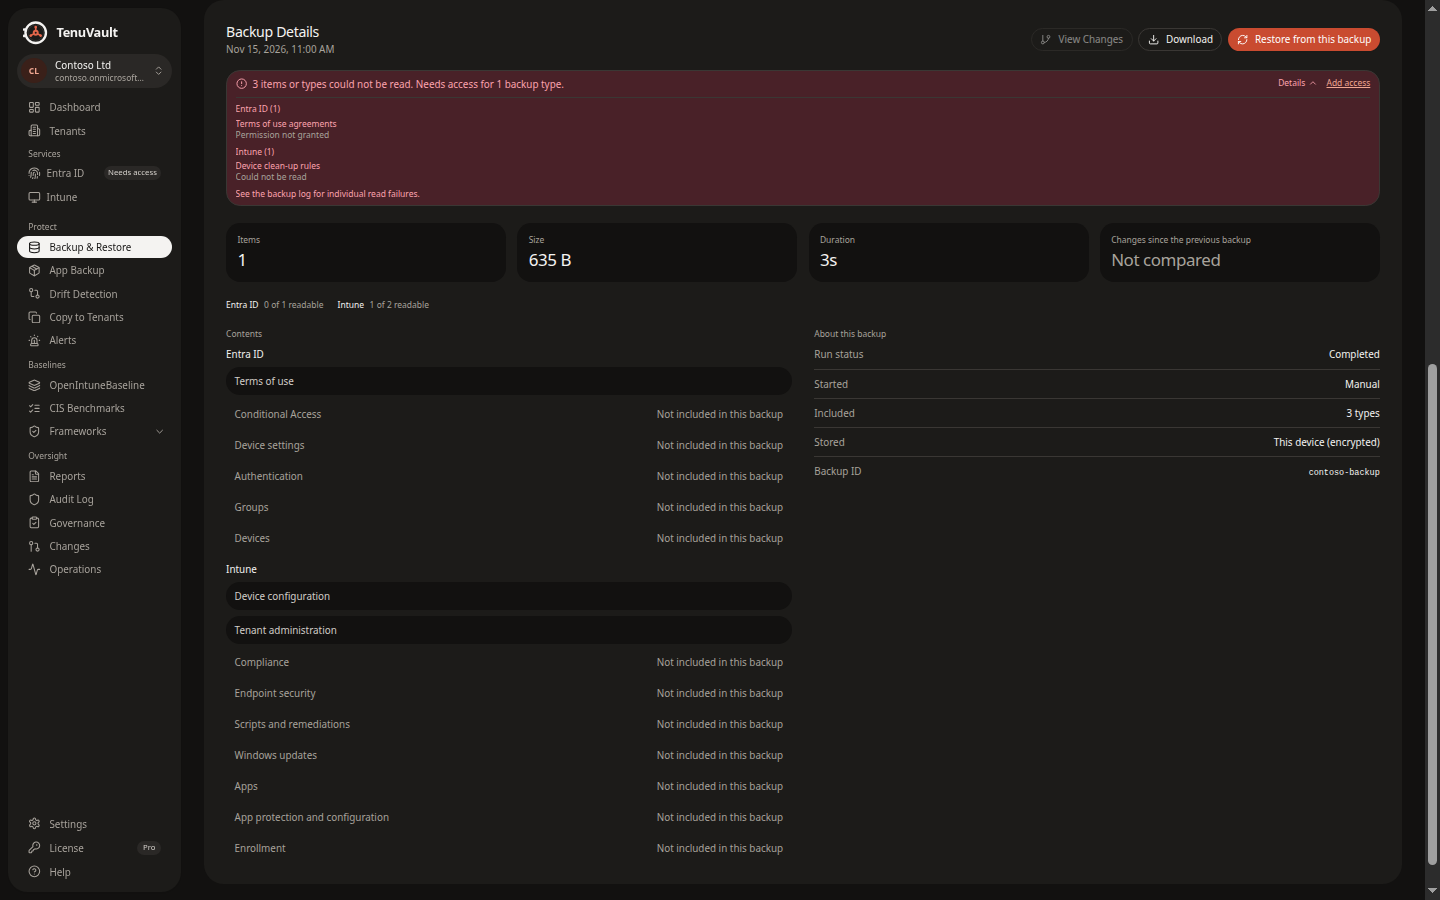 TenuVault
CL
Contoso Ltd
contoso.onmicrosoft...
Dashboard
Tenants
Services
Entra ID
Needs access
Intune
Protect
Backup & Restore
App Backup
Drift Detection
Copy to Tenants
Alerts
Baselines
OpenIntuneBaseline
CIS Benchmarks
Frameworks
Oversight
Reports
Audit Log
Governance
Changes
Operations
Settings
License
Pro
Help
Backup Details
Nov 15, 2026, 11:00 AM
View Changes
Download
Restore from this backup
3 items or types could not be read. Needs access for 1 backup type.
Details
Add access
Entra ID (1)
Terms of use agreements
Permission not granted
Intune (1)
Device clean-up rules
Could not be read
See the backup log for individual read failures.
Items
1
Size
635 B
Duration
3s
Changes since the previous backup
Not compared
Entra ID 0 of 1 readable Intune 1 of 2 readable
Contents
Entra ID
Terms of use
Conditional Access Not included in this backup
Device settings Not included in this backup
Authentication Not included in this backup
Groups Not included in this backup
Devices Not included in this backup
Intune
Device configuration
Tenant administration
Compliance Not included in this backup
Endpoint security Not included in this backup
Scripts and remediations Not included in this backup
Windows updates Not included in this backup
Apps Not included in this backup
App protection and configuration Not included in this backup
Enrollment Not included in this backup
About this backup
Run status Completed
Started Manual
Included 3 types
Stored This device (encrypted)
Backup ID contoso-backup